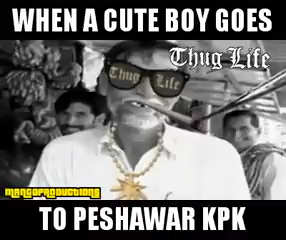 WHEN A CUTE BOY GOES
Thug Life
Thug Life
MANGOPRODUCTIONS
TO PESHAWAR KPK